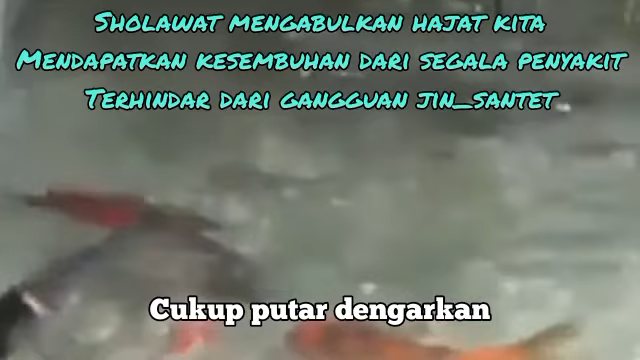 Sholawat mengabulkan hajat kita
Mendapatkan kesembuhan dari segala penyakit
Terhindar dari gangguan jin_santet
Cukup putar dengarkan